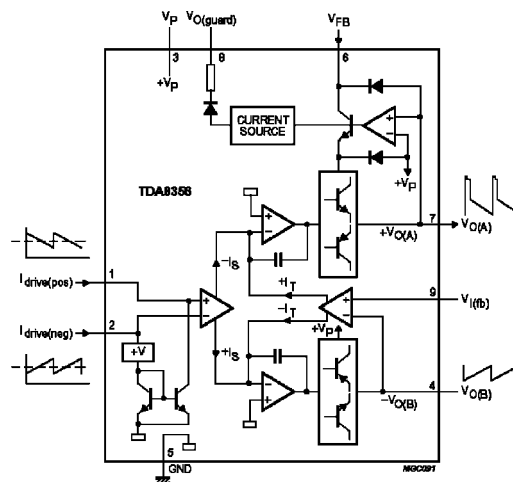 VP VO(guard) VFB
3 8 6
+VP
CURRENT
SOURCE
+VP
TDA8356
+VO(A) 7 VO(A)
–IS
1
Idrive(pos)
+IT
9 VI(fb)
–IT
2
Idrive(neg)
+VP
+V
+IS
4 VO(B)
–VO(B)
5
GND
MGC091